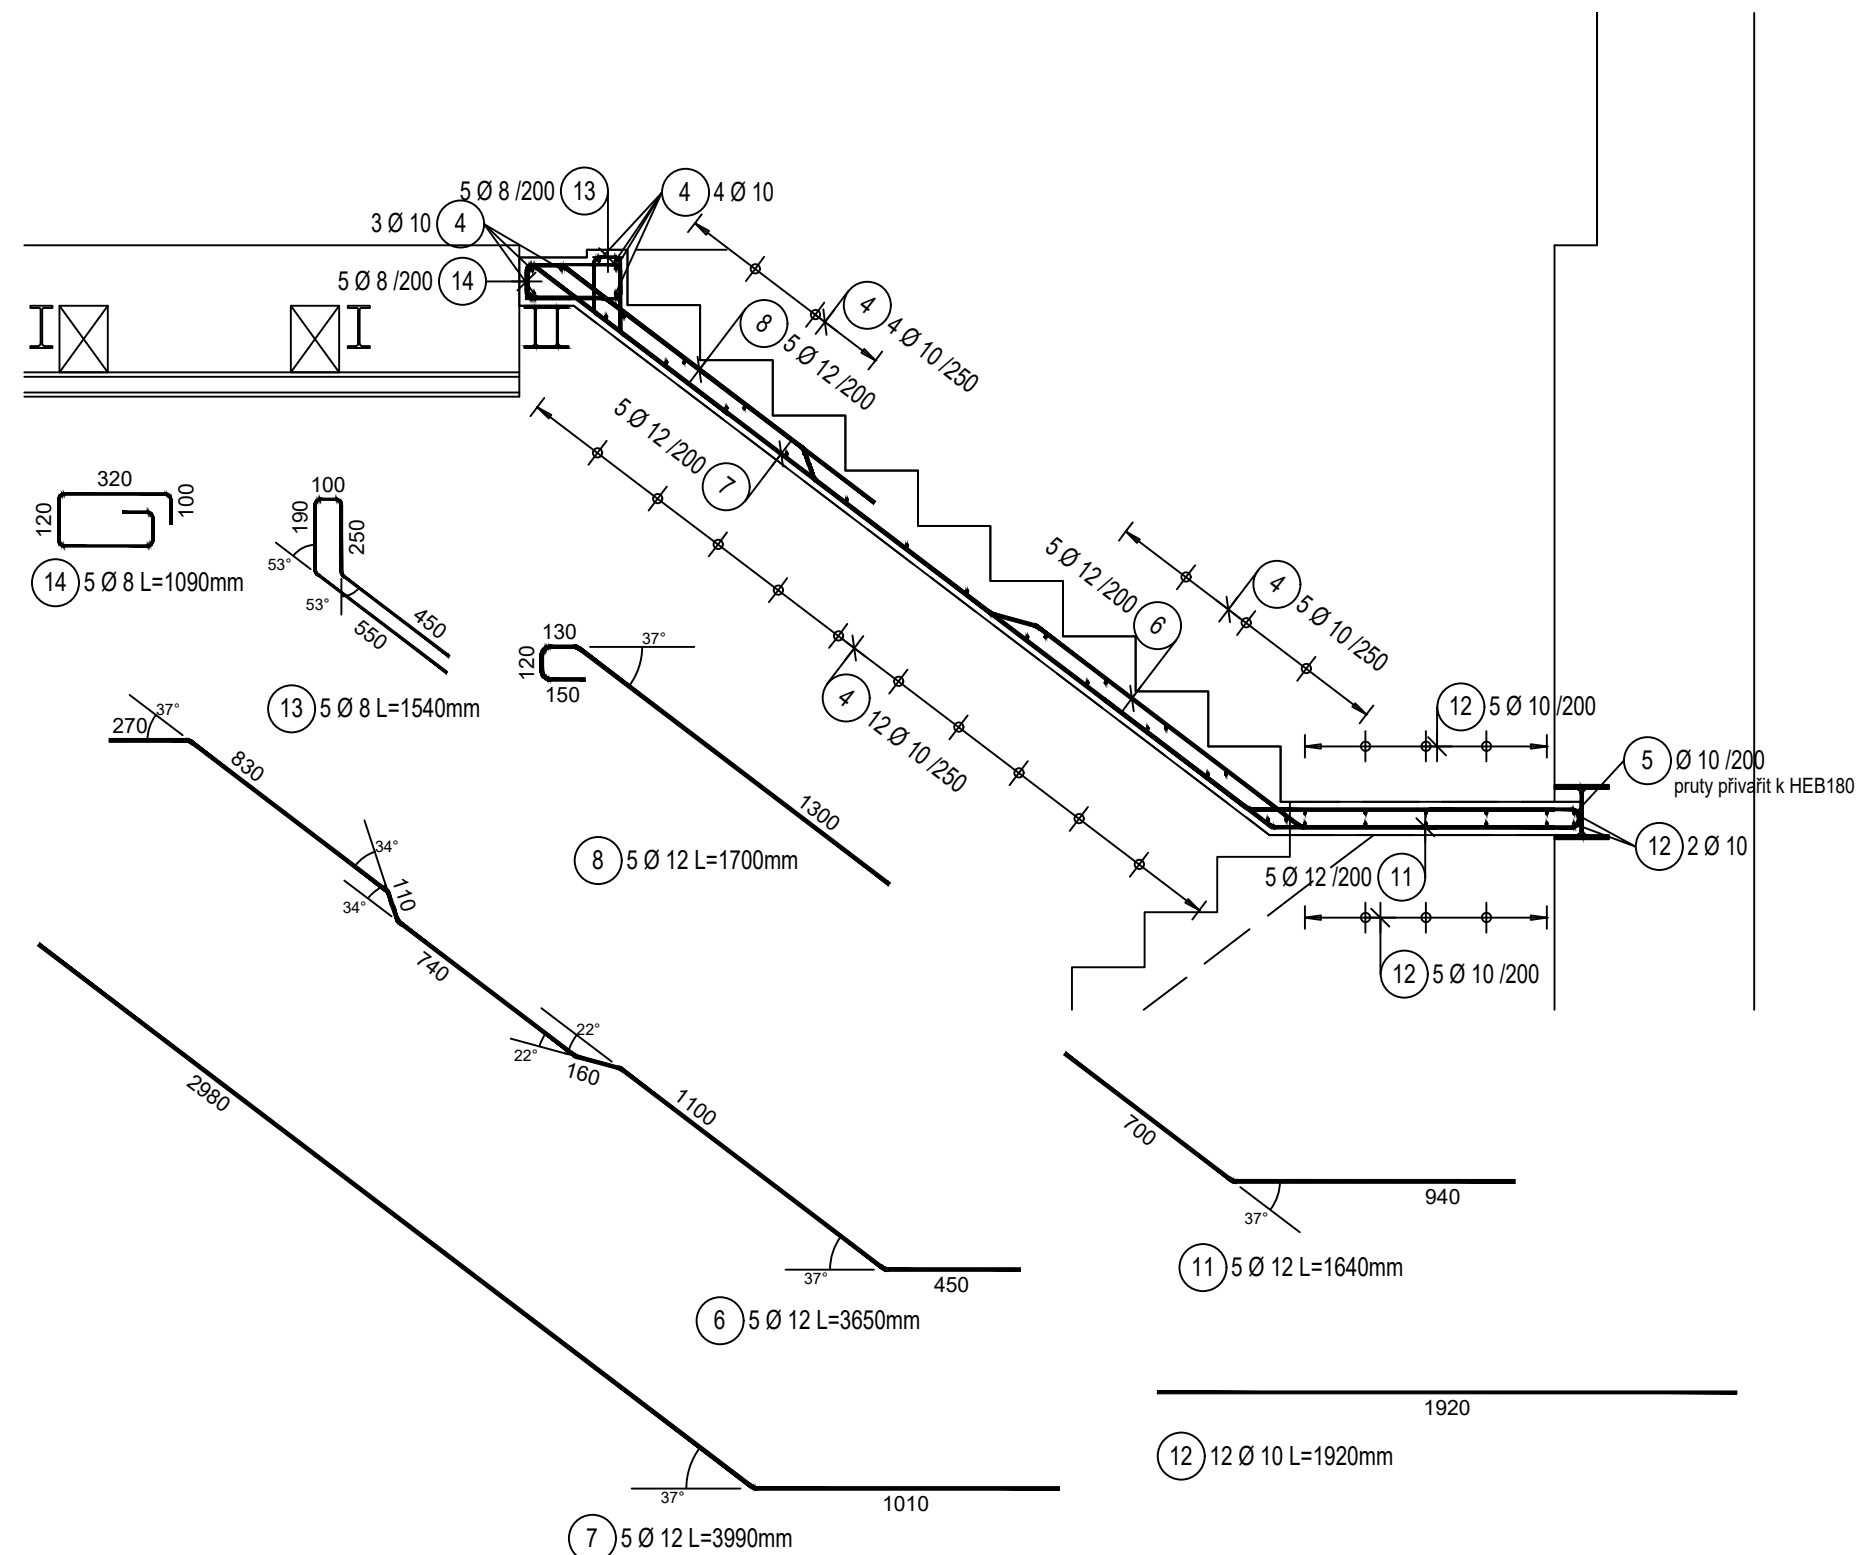 5 Ø 8 /200 13
4 4 Ø 10
3 Ø 10 4
5 Ø 8 /200 14
4 4 Ø 10 /250
8 5 Ø 12 /200
5 Ø 12 /200 7
5 Ø 12 /200 6
4 5 Ø 10 /250
4 12 Ø 10 /250
12 5 Ø 10 /200
5 Ø 10 /200
pruty přivařit k HEB180
12 2 Ø 10
5 Ø 12 /200 11
12 5 Ø 10 /200
320
120
100
14 5 Ø 8 L=1090mm
100
190
250
53°
53°
450
550
13 5 Ø 8 L=1540mm
130
37°
120
150
1300
8 5 Ø 12 L=1700mm
270
37°
830
34°
110
34°
740
22°
22°
160
1100
37°
450
6 5 Ø 12 L=3650mm
2980
37°
1010
7 5 Ø 12 L=3990mm
700
940
37°
11 5 Ø 12 L=1640mm
1920
12 12 Ø 10 L=1920mm